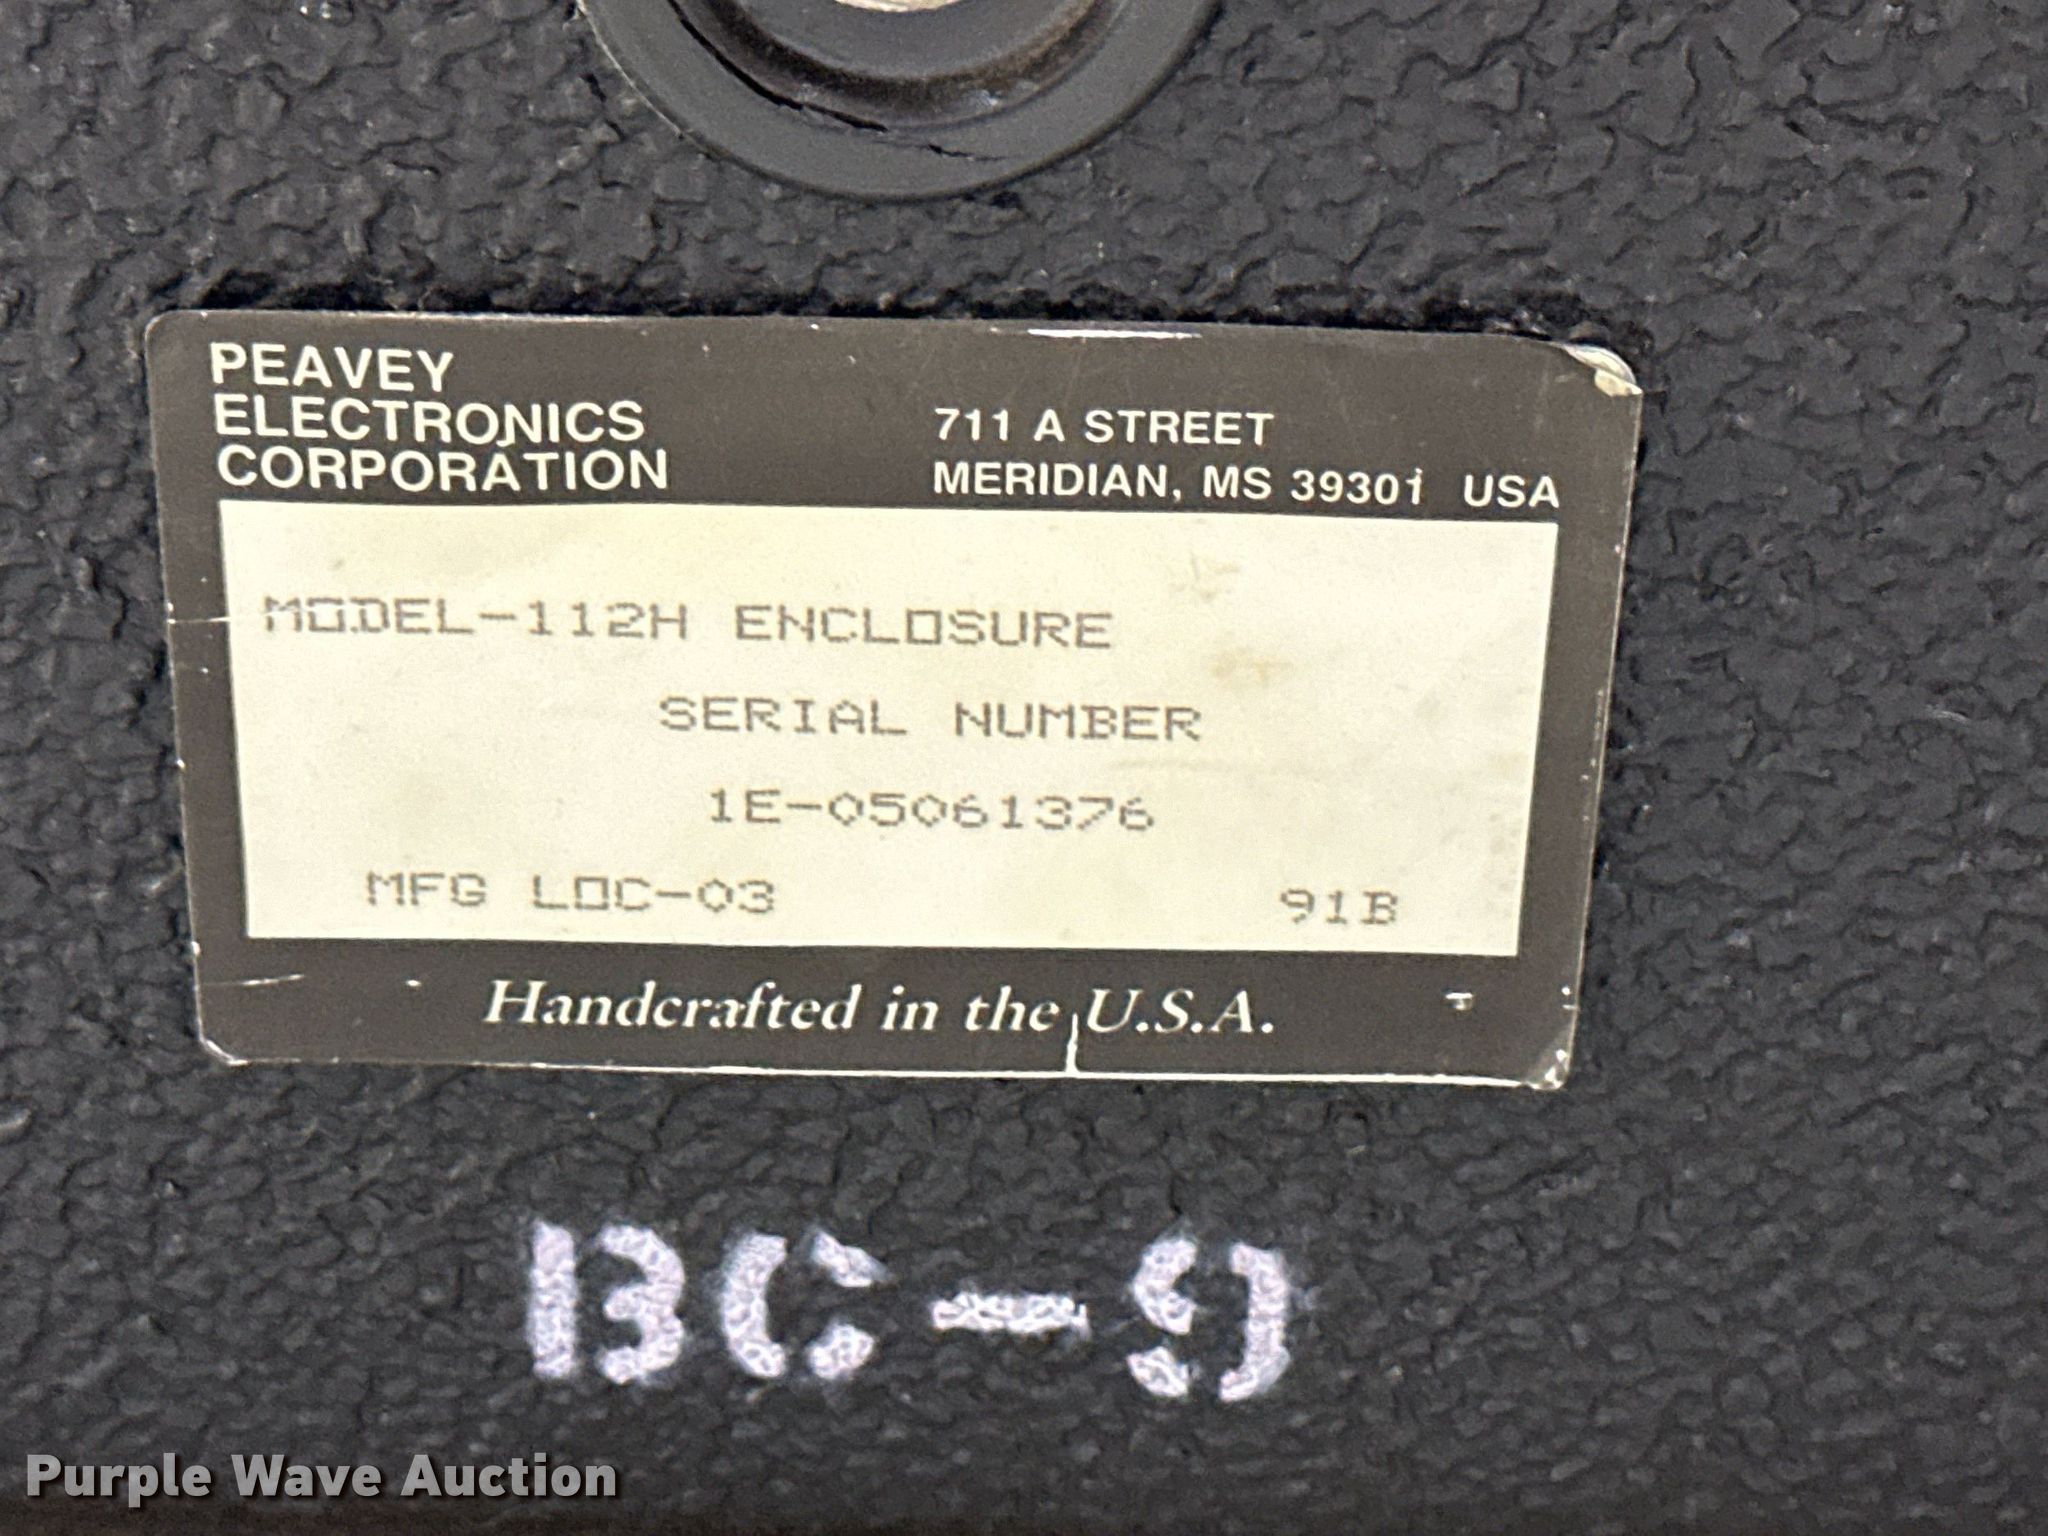 PEAVEY
ELECTRONICS
CORPORATION
711 A STREET
MERIDIAN, MS 39301 USA
MODEL-112H ENCLOSURE
SERIAL NUMBER
1E-05061376
MFG LOC-03 91B
Handcrafted in the U.S.A.
BC-9
Purple Wave Auction